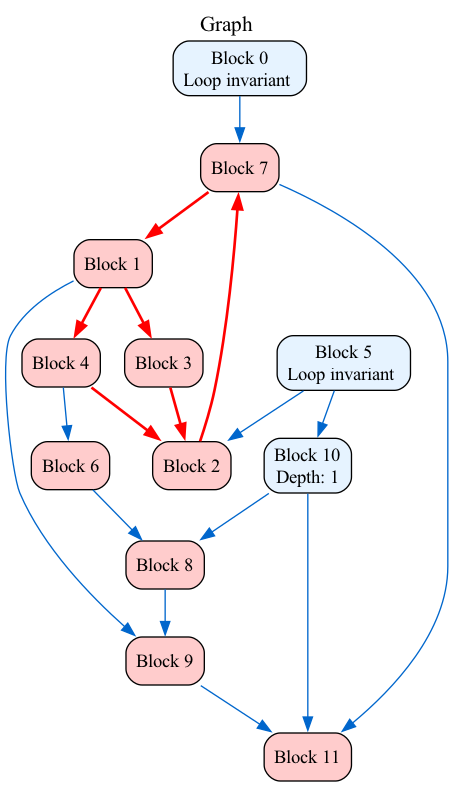 Graph
Block 0
Loop invariant
Block 7
Block 1
Block 4
Block 3
Block 5
Loop invariant
Block 6
Block 2
Block 10
Depth: 1
Block 8
Block 9
Block 11